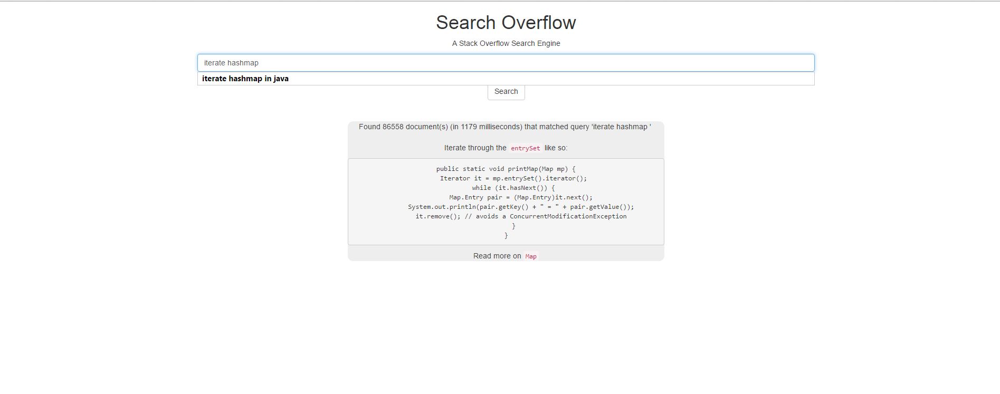 Search Overflow
A Stack Overflow Search Engine
iterate hashmap
iterate hashmap in java
Search
Found 86558 document(s) (in 1179 milliseconds) that matched query 'iterate hashmap '
Iterate through the entrySet like so:
public static void printMap(Map mp) {
Iterator it = mp.entrySet().iterator();
while (it.hasNext()) {
Map.Entry pair = (Map.Entry)it.next();
System.out.println(pair.getKey() + " = " + pair.getValue());
it.remove(); // avoids a ConcurrentModificationException
}
}
Read more on Map